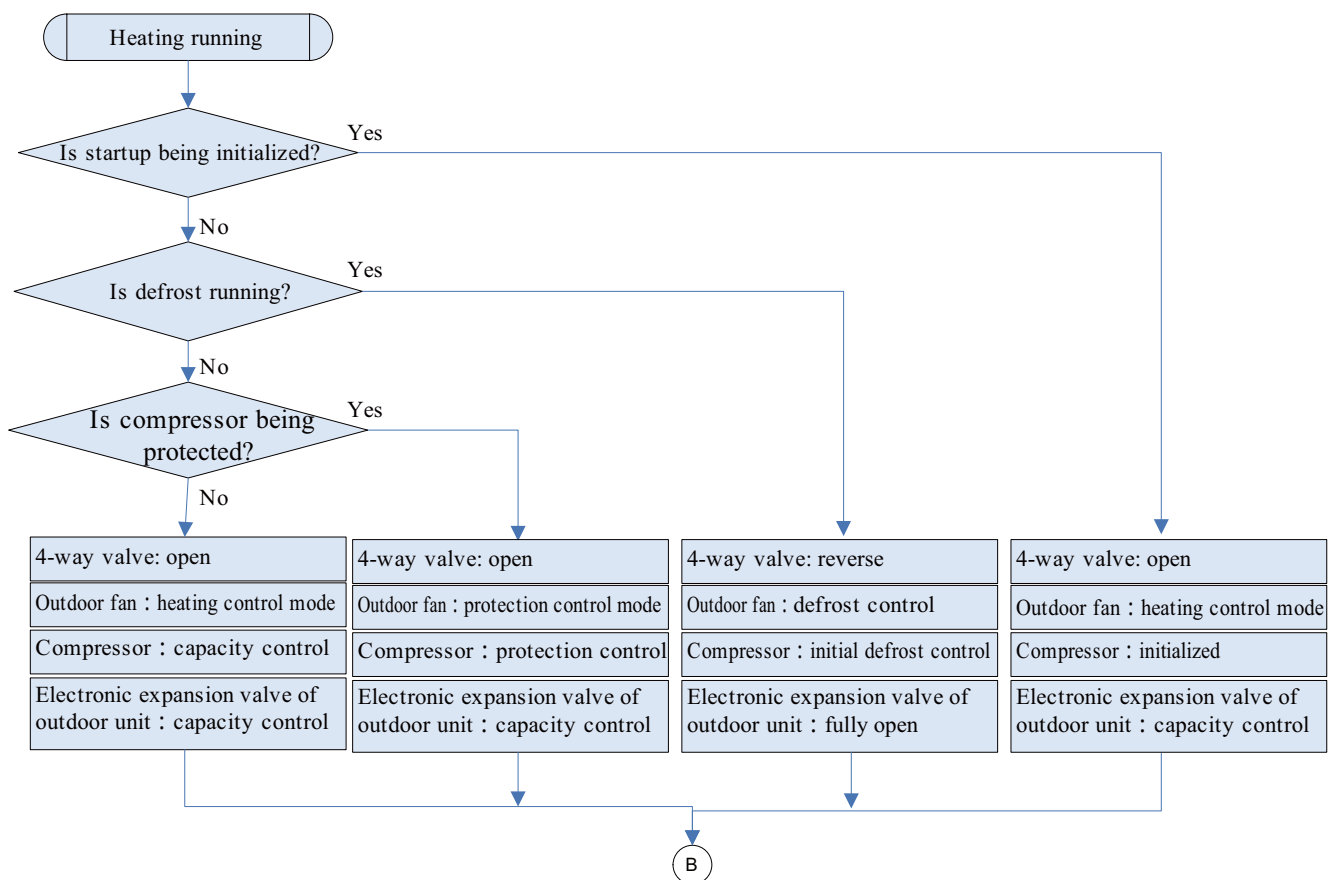 Heating running
Yes
Is startup being initialized?
No
Yes
Is defrost running?
No
Yes
Is compressor being
protected?
No
4-way valve: open
Outdoor fan：heating control mode
Compressor：capacity control
Electronic expansion valve of
outdoor unit：capacity control
4-way valve: open
Outdoor fan：protection control mode
Compressor：protection control
Electronic expansion valve of
outdoor unit：capacity control
4-way valve: reverse
Outdoor fan：defrost control
Compressor：initial defrost control
Electronic expansion valve of
outdoor unit：fully open
4-way valve: open
Outdoor fan：heating control mode
Compressor：initialized
Electronic expansion valve of
outdoor unit：capacity control
B